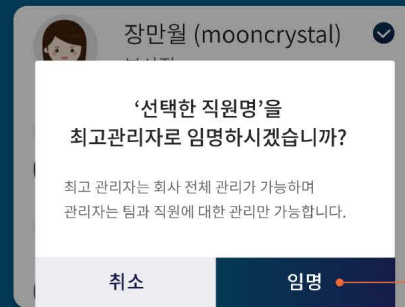 장만월 (mooncrystal)
‘선택한 직원명’을
최고관리자로 임명하시겠습니까?
최고 관리자는 회사 전체 관리가 가능하며
관리자는 팀과 직원에 대한 관리만 가능합니다.
취소
임명